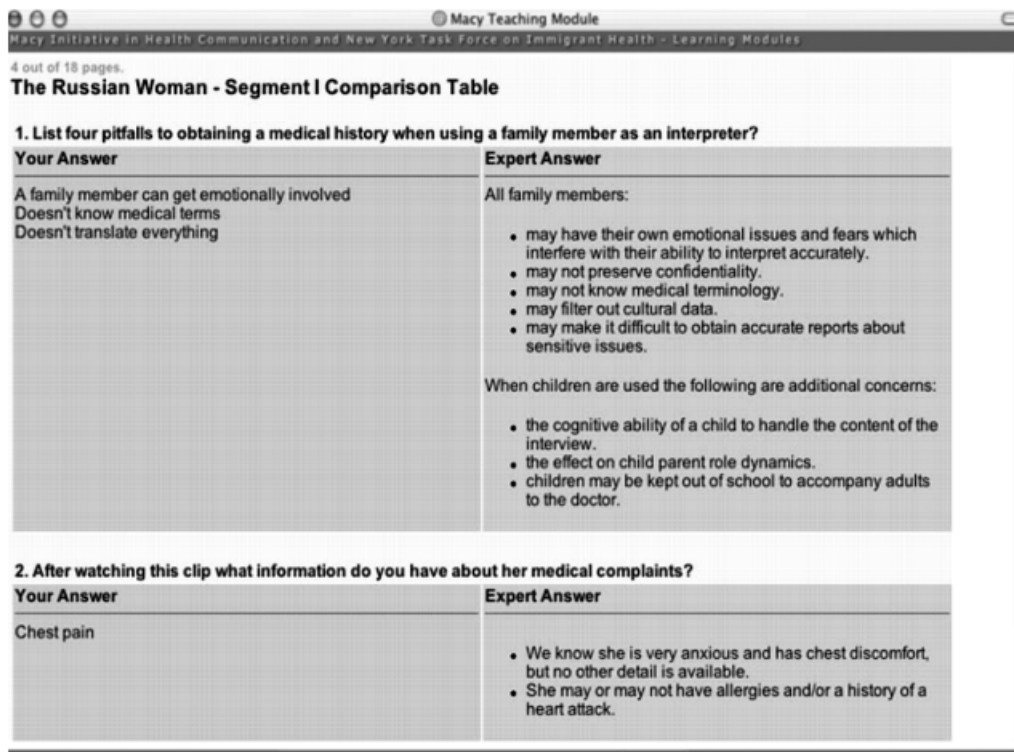 Macy Teaching Module
Macy Initiative in Health Communication and New York Task Force on Immigrant Health - Learning Modules
4 out of 18 pages.
The Russian Woman - Segment I Comparison Table
1. List four pitfalls to obtaining a medical history when using a family member as an interpreter?
Your Answer
A family member can get emotionally involved
Doesn't know medical terms
Doesn't translate everything
Expert Answer
All family members:
• may have their own emotional issues and fears which
interfere with their ability to interpret accurately.
• may not preserve confidentiality.
• may not know medical terminology.
• may filter out cultural data.
• may make it difficult to obtain accurate reports about
sensitive issues.
When children are used the following are additional concerns:
• the cognitive ability of a child to handle the content of the
interview.
• the effect on child parent role dynamics.
• children may be kept out of school to accompany adults
to the doctor.
2. After watching this clip what information do you have about her medical complaints?
Your Answer
Chest pain
Expert Answer
• We know she is very anxious and has chest discomfort,
but no other detail is available.
• She may or may not have allergies and/or a history of a
heart attack.